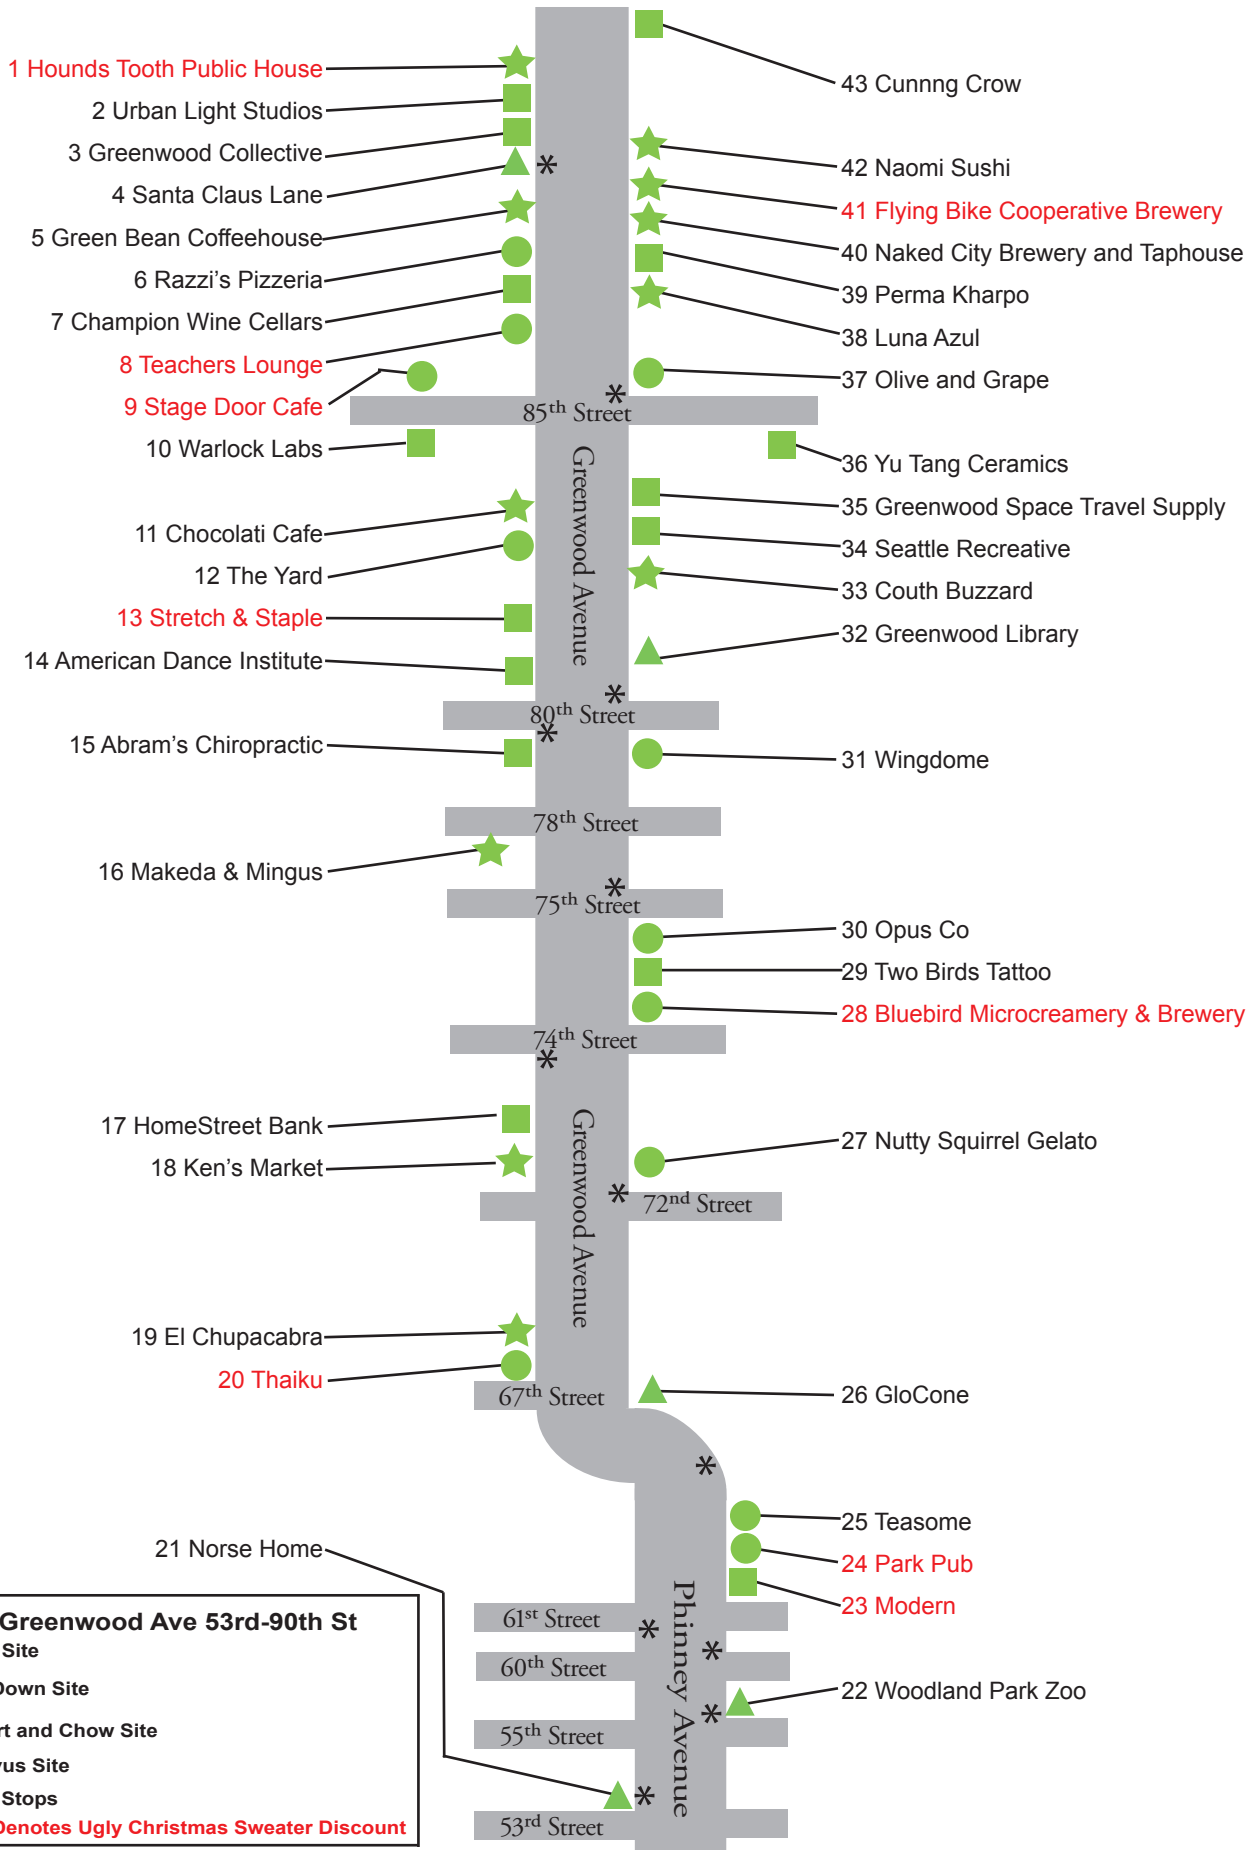 1 Hounds Tooth Public House
2 Urban Light Studios
3 Greenwood Collective
4 Santa Claus Lane
5 Green Bean Coffeehouse
6 Razzi's Pizzeria
7 Champion Wine Cellars
8 Teachers Lounge
9 Stage Door Cafe
10 Warlock Labs
11 Chocolati Cafe
12 The Yard
13 Stretch & Staple
14 American Dance Institute
15 Abram's Chiropractic
16 Makeda & Mingus
17 HomeStreet Bank
18 Ken's Market
19 El Chupacabra
20 Thaiku
21 Norse Home
43 Cunnng Crow
42 Naomi Sushi
41 Flying Bike Cooperative Brewery
40 Naked City Brewery and Taphouse
39 Perma Kharpo
38 Luna Azul
37 Olive and Grape
36 Yu Tang Ceramics
35 Greenwood Space Travel Supply
34 Seattle Recreative
33 Couth Buzzard
32 Greenwood Library
31 Wingdome
30 Opus Co
29 Two Birds Tattoo
28 Bluebird Microcreamery & Brewery
27 Nutty Squirrel Gelato
26 GloCone
25 Teasome
24 Park Pub
23 Modern
22 Woodland Park Zoo
85th Street
Greenwood Avenue
80th Street
78th Street
75th Street
74th Street
Greenwood Avenue
72nd Street
67th Street
Phinney Avenue
61st Street
60th Street
55th Street
53rd Street
Greenwood Ave 53rd-90th St
Site
Down Site
rt and Chow Site
us Site
Stops
Denotes Ugly Christmas Sweater Discount